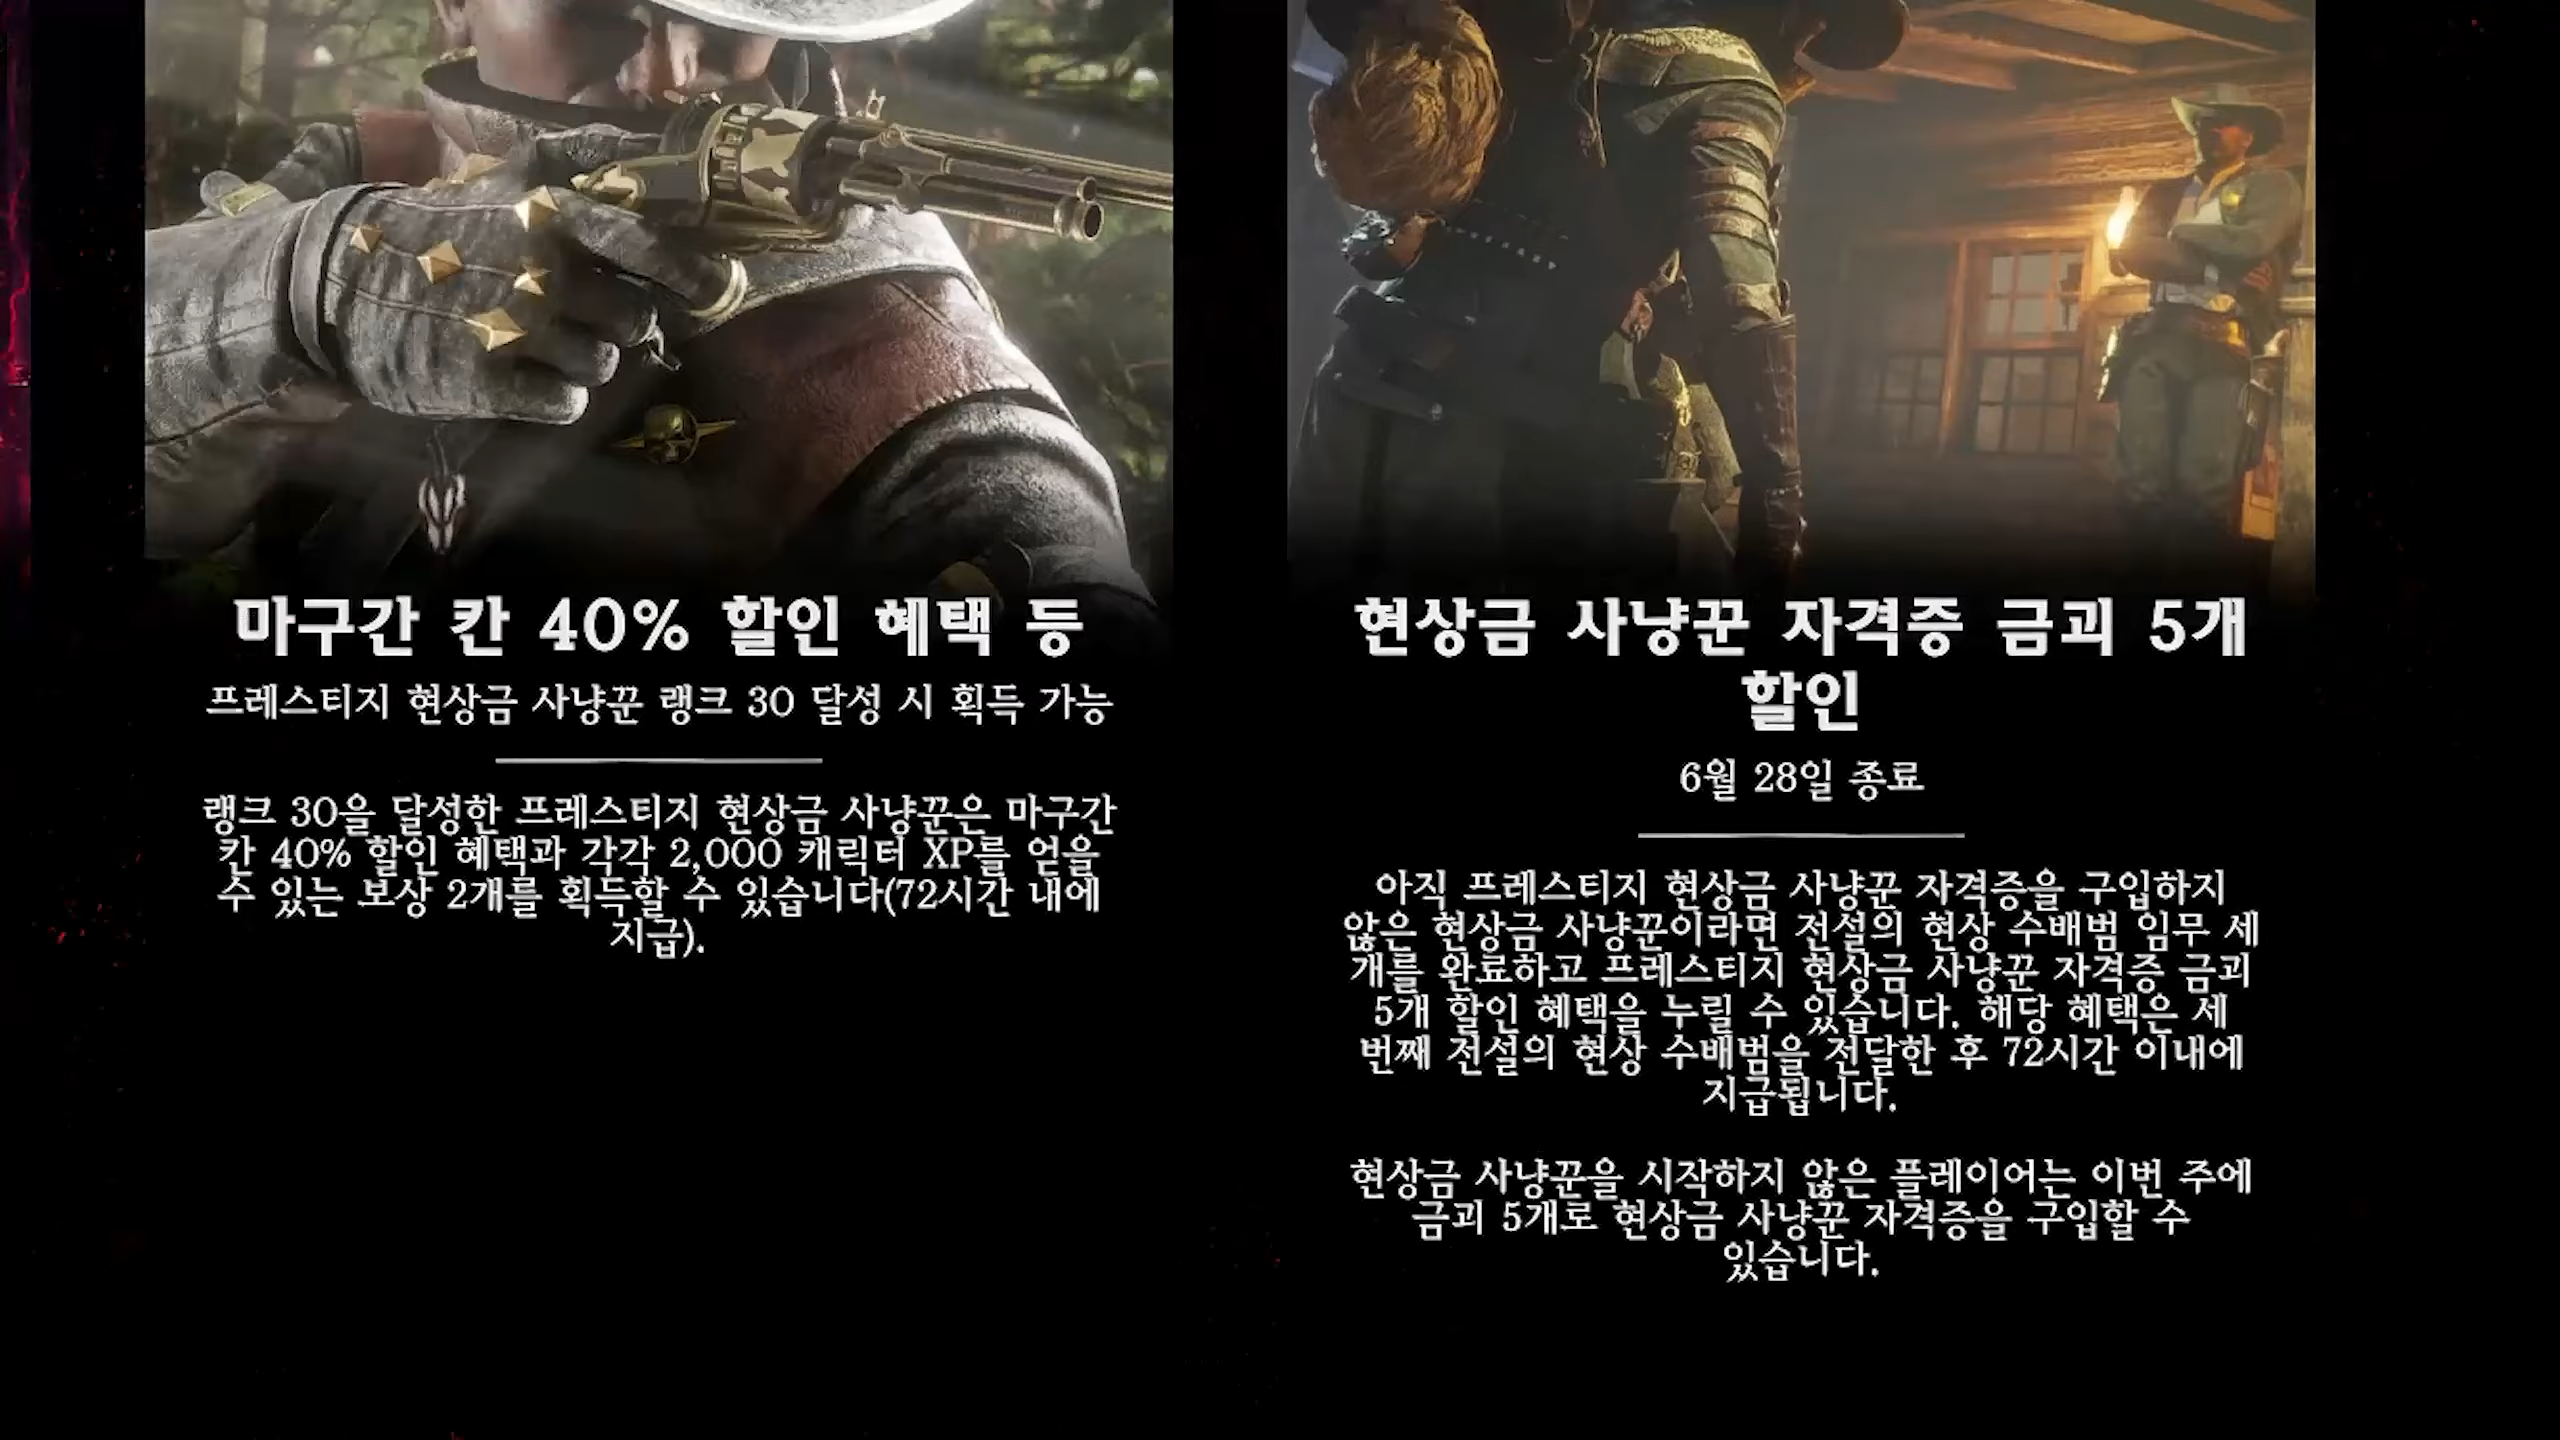 마구간 칸 40% 할인 혜택 등
프레스티지 현상금 사냥꾼 랭크 30 달성 시 획득 가능
랭크 30을 달성한 프레스티지 현상금 사냥꾼은 마구간
칸 40% 할인 혜택과 각각 2,000 캐릭터 XP를 얻을
수 있는 보상 2개를 획득할 수 있습니다(72시간 내에
지급).
현상금 사냥꾼 자격증 금괴 5개
할인
6월 28일 종료
아직 프레스티지 현상금 사냥꾼 자격증을 구입하지
않은 현상금 사냥꾼이라면 전설의 현상 수배범 임무 세
개를 완료하고 프레스티지 현상금 사냥꾼 자격증 금괴
5개 할인 혜택을 누릴 수 있습니다. 해당 혜택은 세
번째 전설의 현상 수배범을 전달한 후 72시간 이내에
지급됩니다.
현상금 사냥꾼을 시작하지 않은 플레이어는 이번 주에
금괴 5개로 현상금 사냥꾼 자격증을 구입할 수
있습니다.